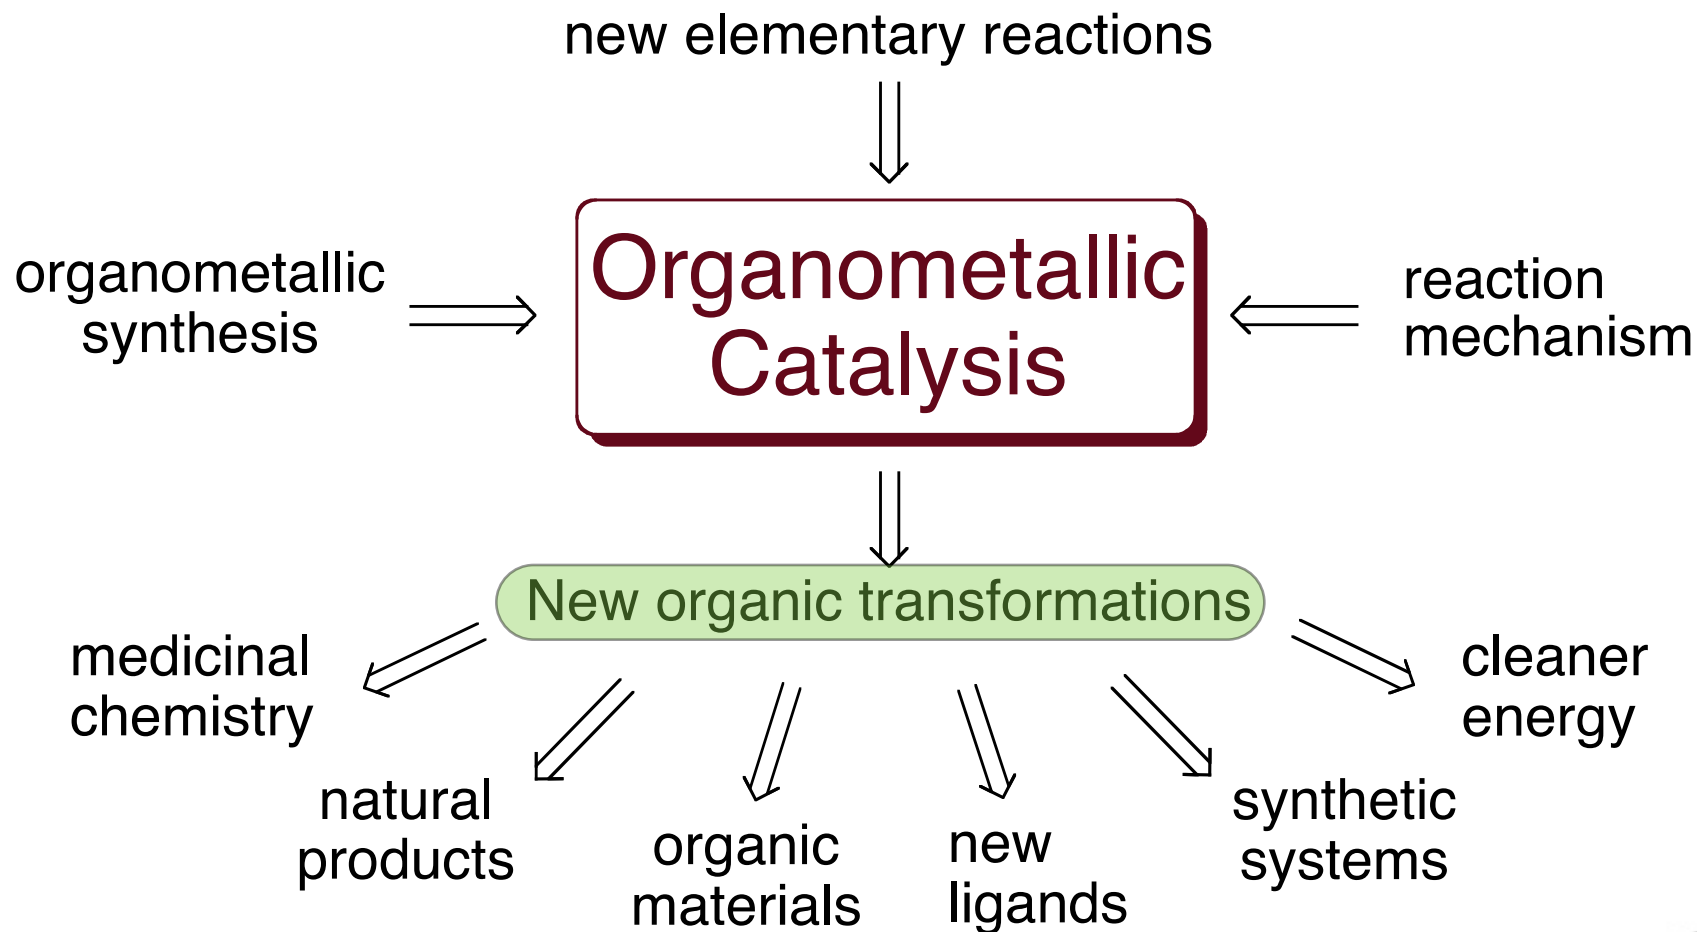 new elementary reactions
organometallic
synthesis
Organometallic
Catalysis
reaction
mechanism
New organic transformations
medicinal
chemistry
natural
products
organic
materials
new
ligands
synthetic
systems
cleaner
energy